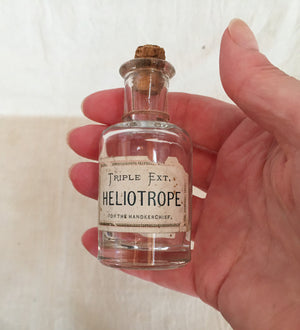 TRIPLE EXT.
HELIOTROPE.
FOR THE HANDKERCHIEF.